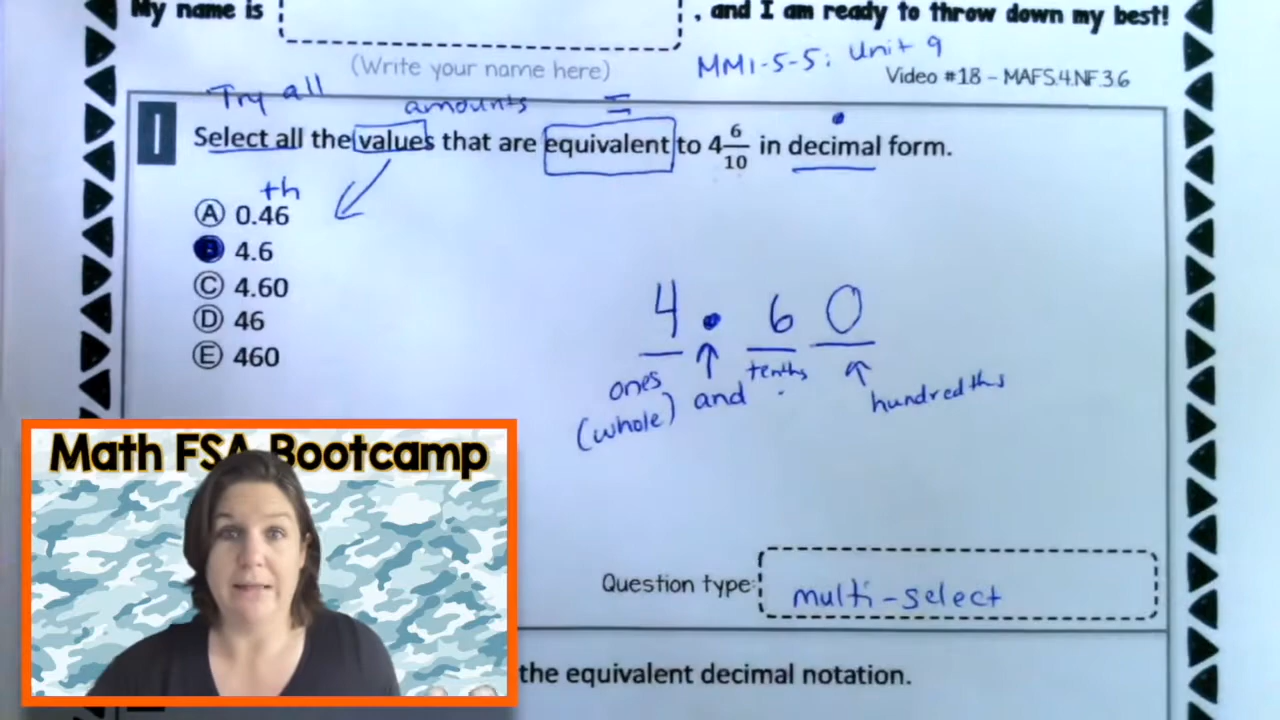 My name is , and I am ready to throw down my best!
(Write your name here)
MM1-5-5: Unit 9
Video #18 – MAFS.4.NF.3.6
Try all amounts =
1 Select all the values that are equivalent to 4 6/10 in decimal form.
th
A 0.46
B 4.6
C 4.60
D 46
E 460
4 . 6 0
ones tenths
(whole) and hundredths
Math FSA Bootcamp
Question type: multi-select
the equivalent decimal notation.